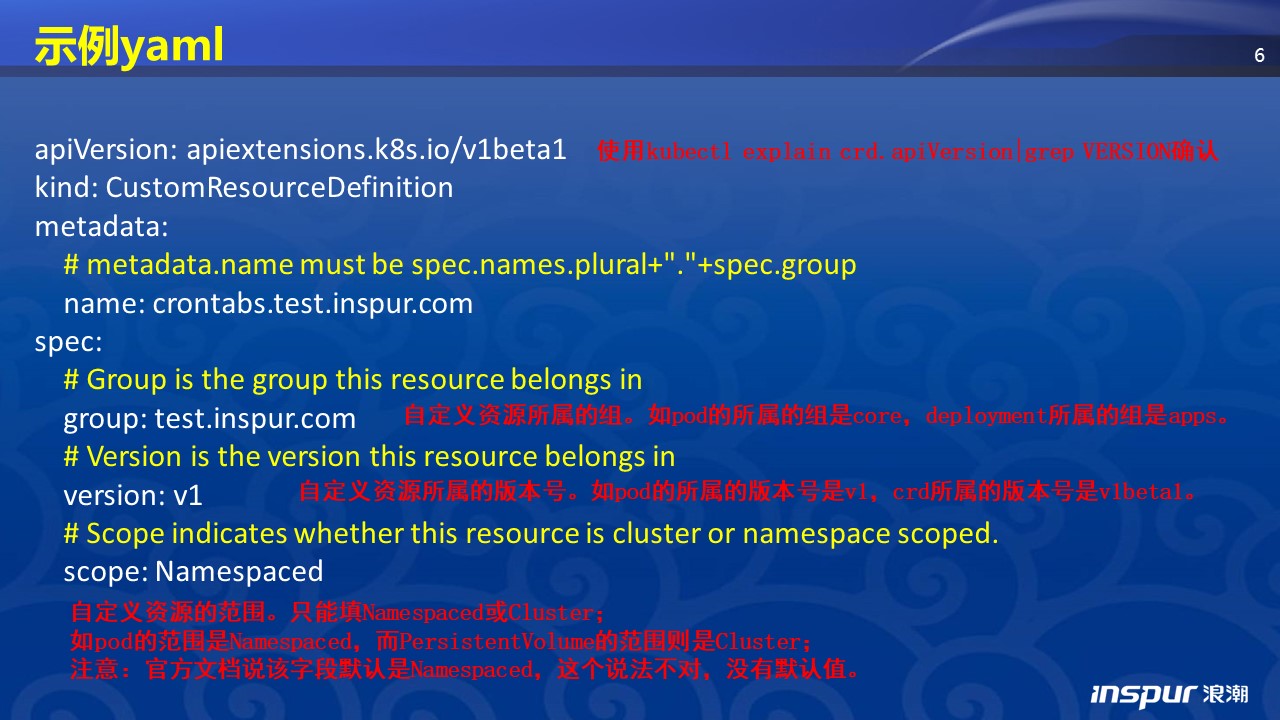 示例yaml
6
apiVersion: apiextensions.k8s.io/v1beta1 使用kubectl explain crd.apiVersion|grep VERSION确认
kind: CustomResourceDefinition
metadata:
# metadata.name must be spec.names.plural+"."+spec.group
name: crontabs.test.inspur.com
spec:
# Group is the group this resource belongs in
group: test.inspur.com 自定义资源所属的组。如pod的所属的组是core，deployment所属的组是apps。
# Version is the version this resource belongs in
version: v1 自定义资源所属的版本号。如pod的所属的版本号是v1，crd所属的版本号是v1beta1。
# Scope indicates whether this resource is cluster or namespace scoped.
scope: Namespaced
自定义资源的范围。只能填Namespaced或Cluster；
如pod的范围是Namespaced，而PersistentVolume的范围则是Cluster；
注意：官方文档说该字段默认是Namespaced，这个说法不对，没有默认值。
inspur 浪潮